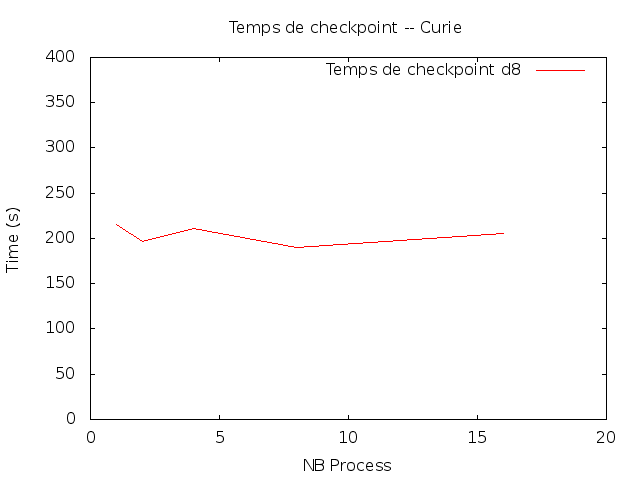 Temps de checkpoint -- Curie
Temps de checkpoint d8
400
350
300
250
200
150
100
50
0
Time (s)
0 5 10 15 20
NB Process